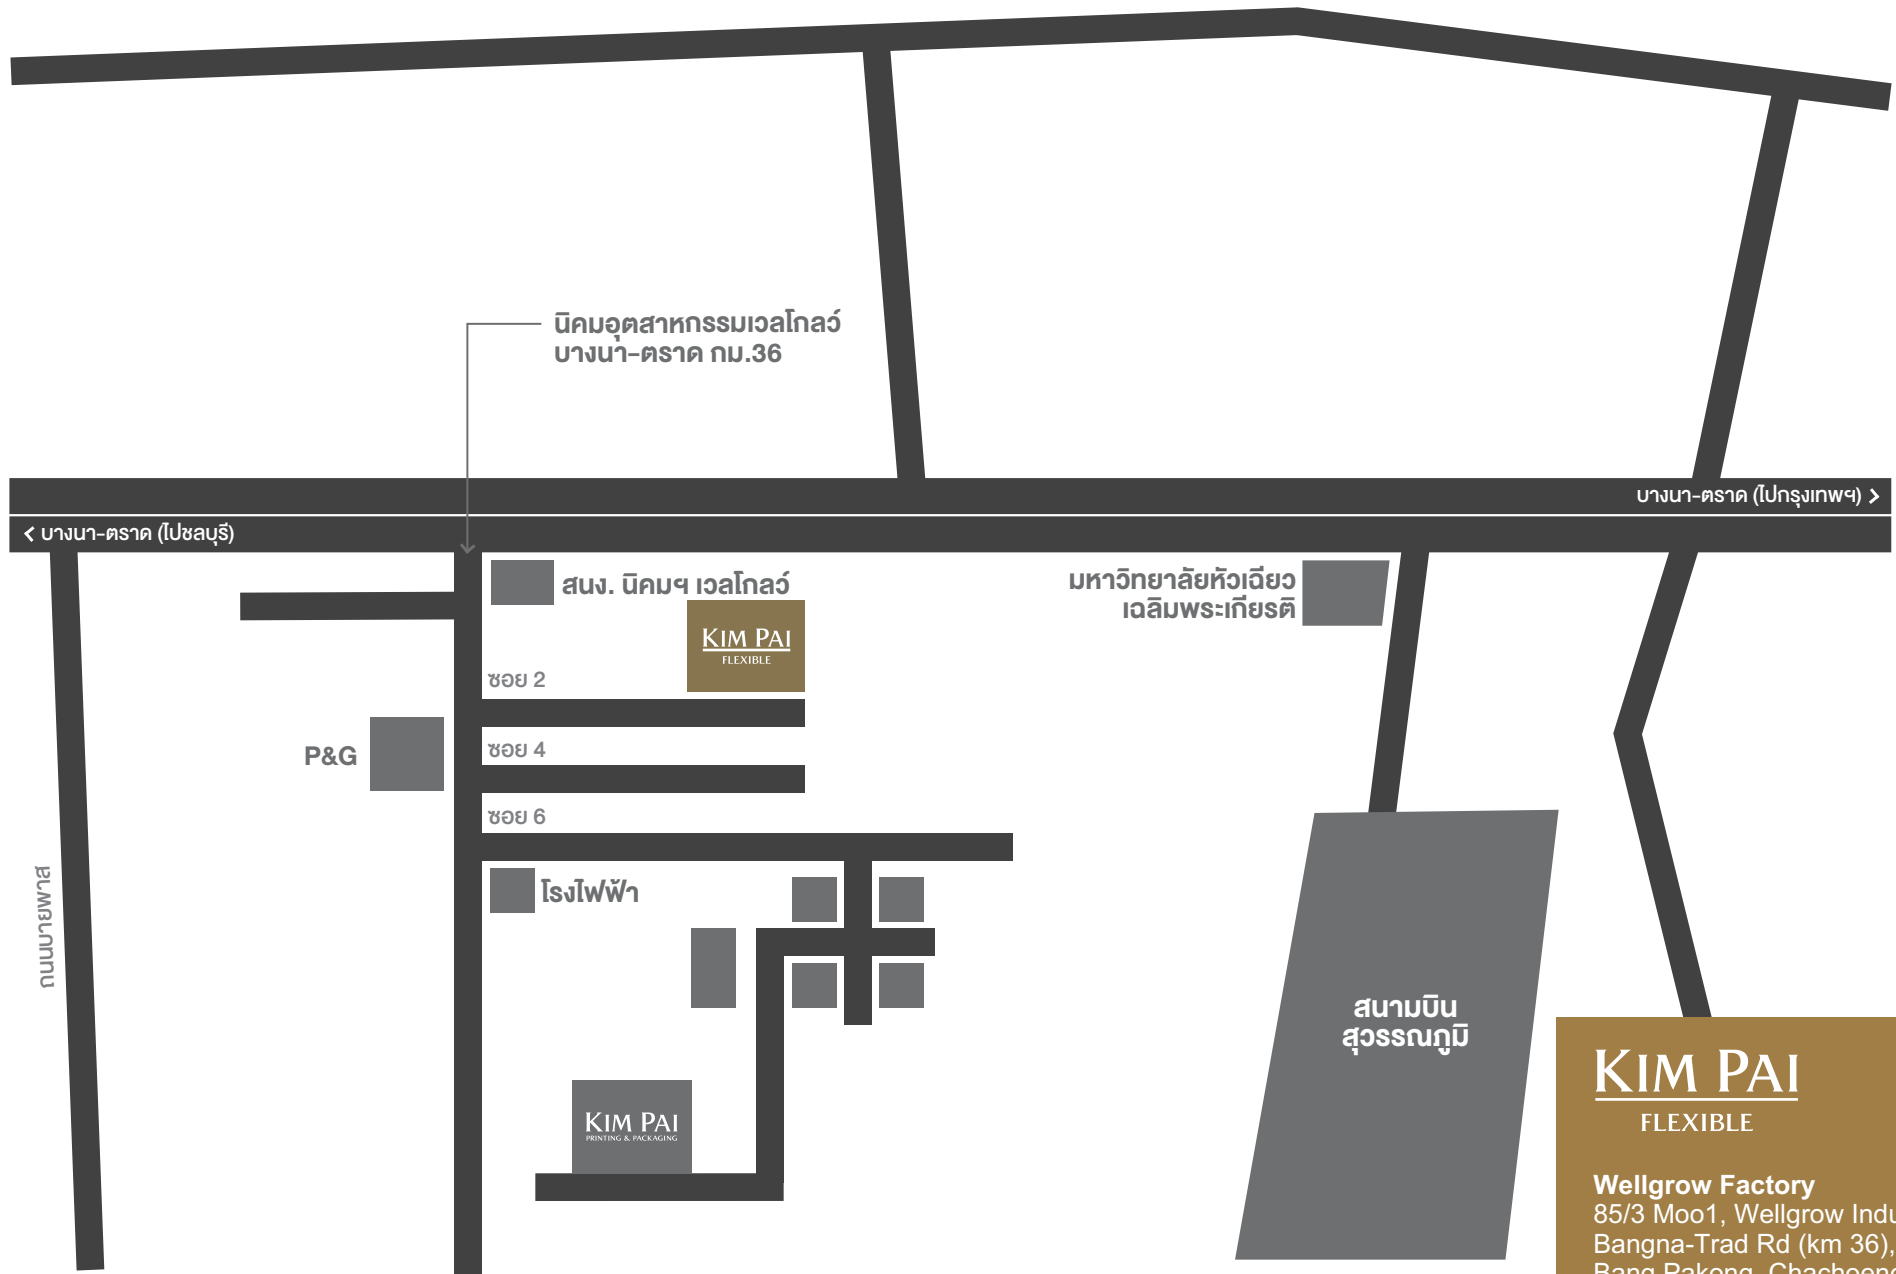 นิคมอุตสาหกรรมเวลโกลว์
บางนา-ตราด กม.36
บางนา-ตราด (ไปกรุงเทพฯ) >
< บางนา-ตราด (ไปชลบุรี)
สนง. นิคมฯ เวลโกลว์
มหาวิทยาลัยหัวเฉียว
เฉลิมพระเกียรติ
KIM PAI
FLEXIBLE
ซอย 2
P&G
ซอย 4
ซอย 6
โรงไฟฟ้า
ถนนบายพาส
สนามบิน
สุวรรณภูมิ
KIM PAI
PRINTING & PACKAGING
KIM PAI
FLEXIBLE
Wellgrow Factory
85/3 Moo1, Wellgrow
Bangna-Trad Rd (km 36),
Bang Pakong,